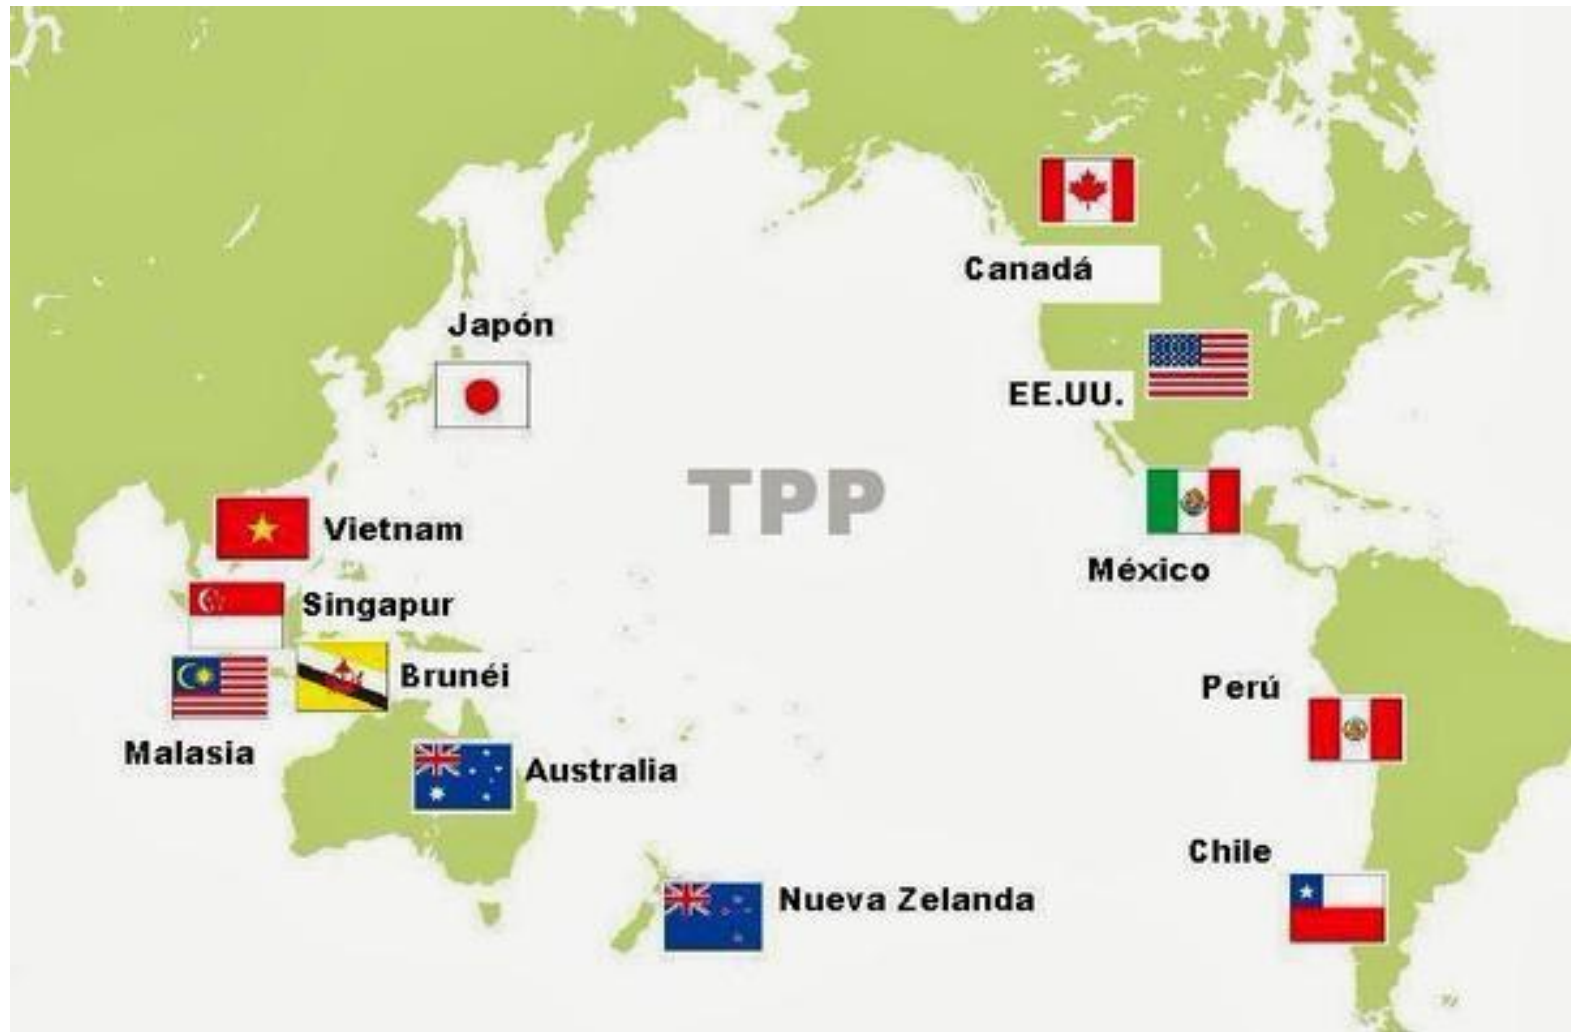 Canadá
Japón
EE.UU.
TPP
Vietnam
México
Singapur
Brunéi
Perú
Malasia
Australia
Chile
Nueva Zelanda